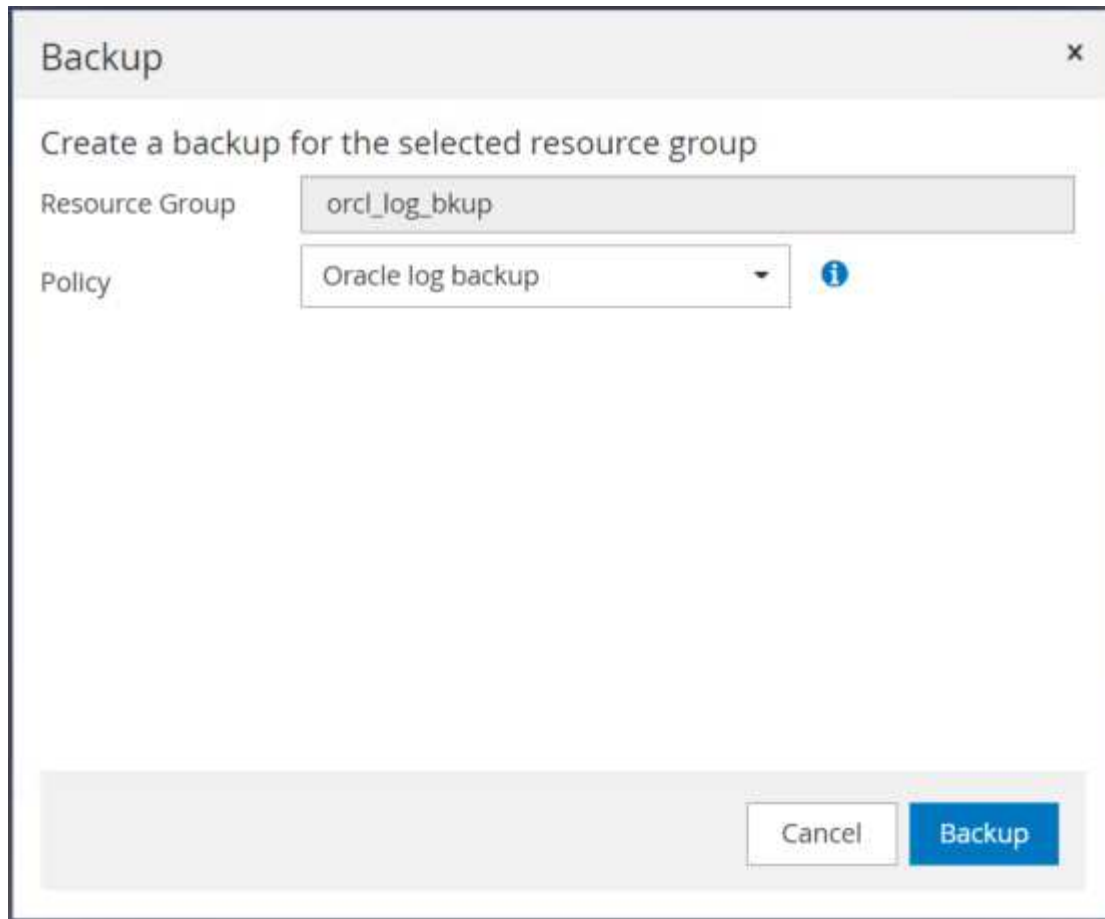 Backup
Create a backup for the selected resource group
Resource Group orcl_log_bkup
Policy Oracle log backup
Cancel Backup